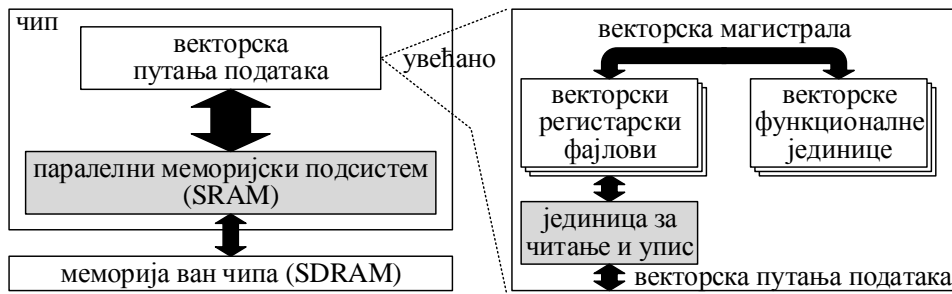 чип
векторска
путања података
увећано
паралелни меморијски подсистем
(SRAM)
меморија ван чипа (SDRAM)
векторска магистрала
векторски
регистарски
фајлови
векторске
функционалне
јединице
јединица за
читање и упис
векторска путања података